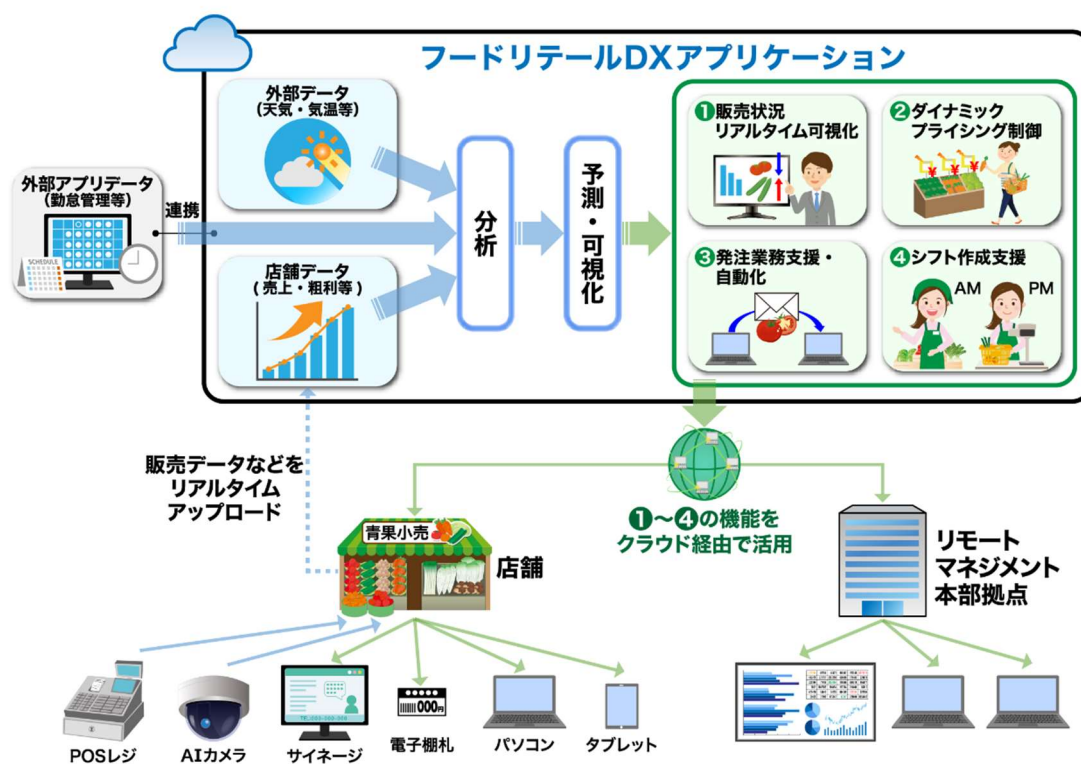 フードリテールDXアプリケーション
外部データ
(天気・気温等)
外部アプリデータ
(勤怠管理等)
SCHEDULE
連携
店舗データ
( 売上・粗利等 )
分析
予測・可視化
❶販売状況
リアルタイム可視化
❷ダイナミック
プライシング制御
¥ ¥ ¥
❸発注業務支援・
自動化
❹シフト作成支援
AM
PM
販売データなどを
リアルタイム
アップロード
❶～❹の機能を
クラウド経由で活用
青果小売
店舗
リモート
マネジメント
本部拠点
000円
POSレジ
AIカメラ
サイネージ
電子棚札
パソコン
タブレット